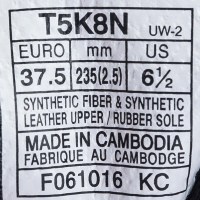 T5K8N UW-2
EURO mm US
37.5 235(2.5) 6½
SYNTHETIC FIBER & SYNTHETIC
LEATHER UPPER / RUBBER SOLE
MADE IN CAMBODIA
FABRIQUE AU CAMBODGE
F061016 KC